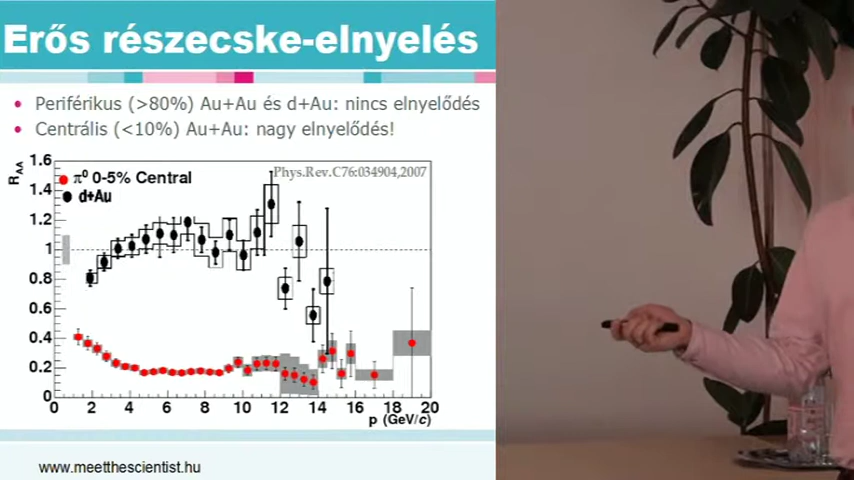 Erős részecske-elnyelés
Periférikus (>80%) Au+Au és d+Au: nincs elnyelődés
Centrális (<10%) Au+Au: nagy elnyelődés!
Phys.Rev.C76:034904,2007
π⁰ 0-5% Central
d+Au
R_AA
1.6
1.4
1.2
1
0.8
0.6
0.4
0.2
0
0 2 4 6 8 10 12 14 16 18 20
p (GeV/c)
www.meetthescientist.hu